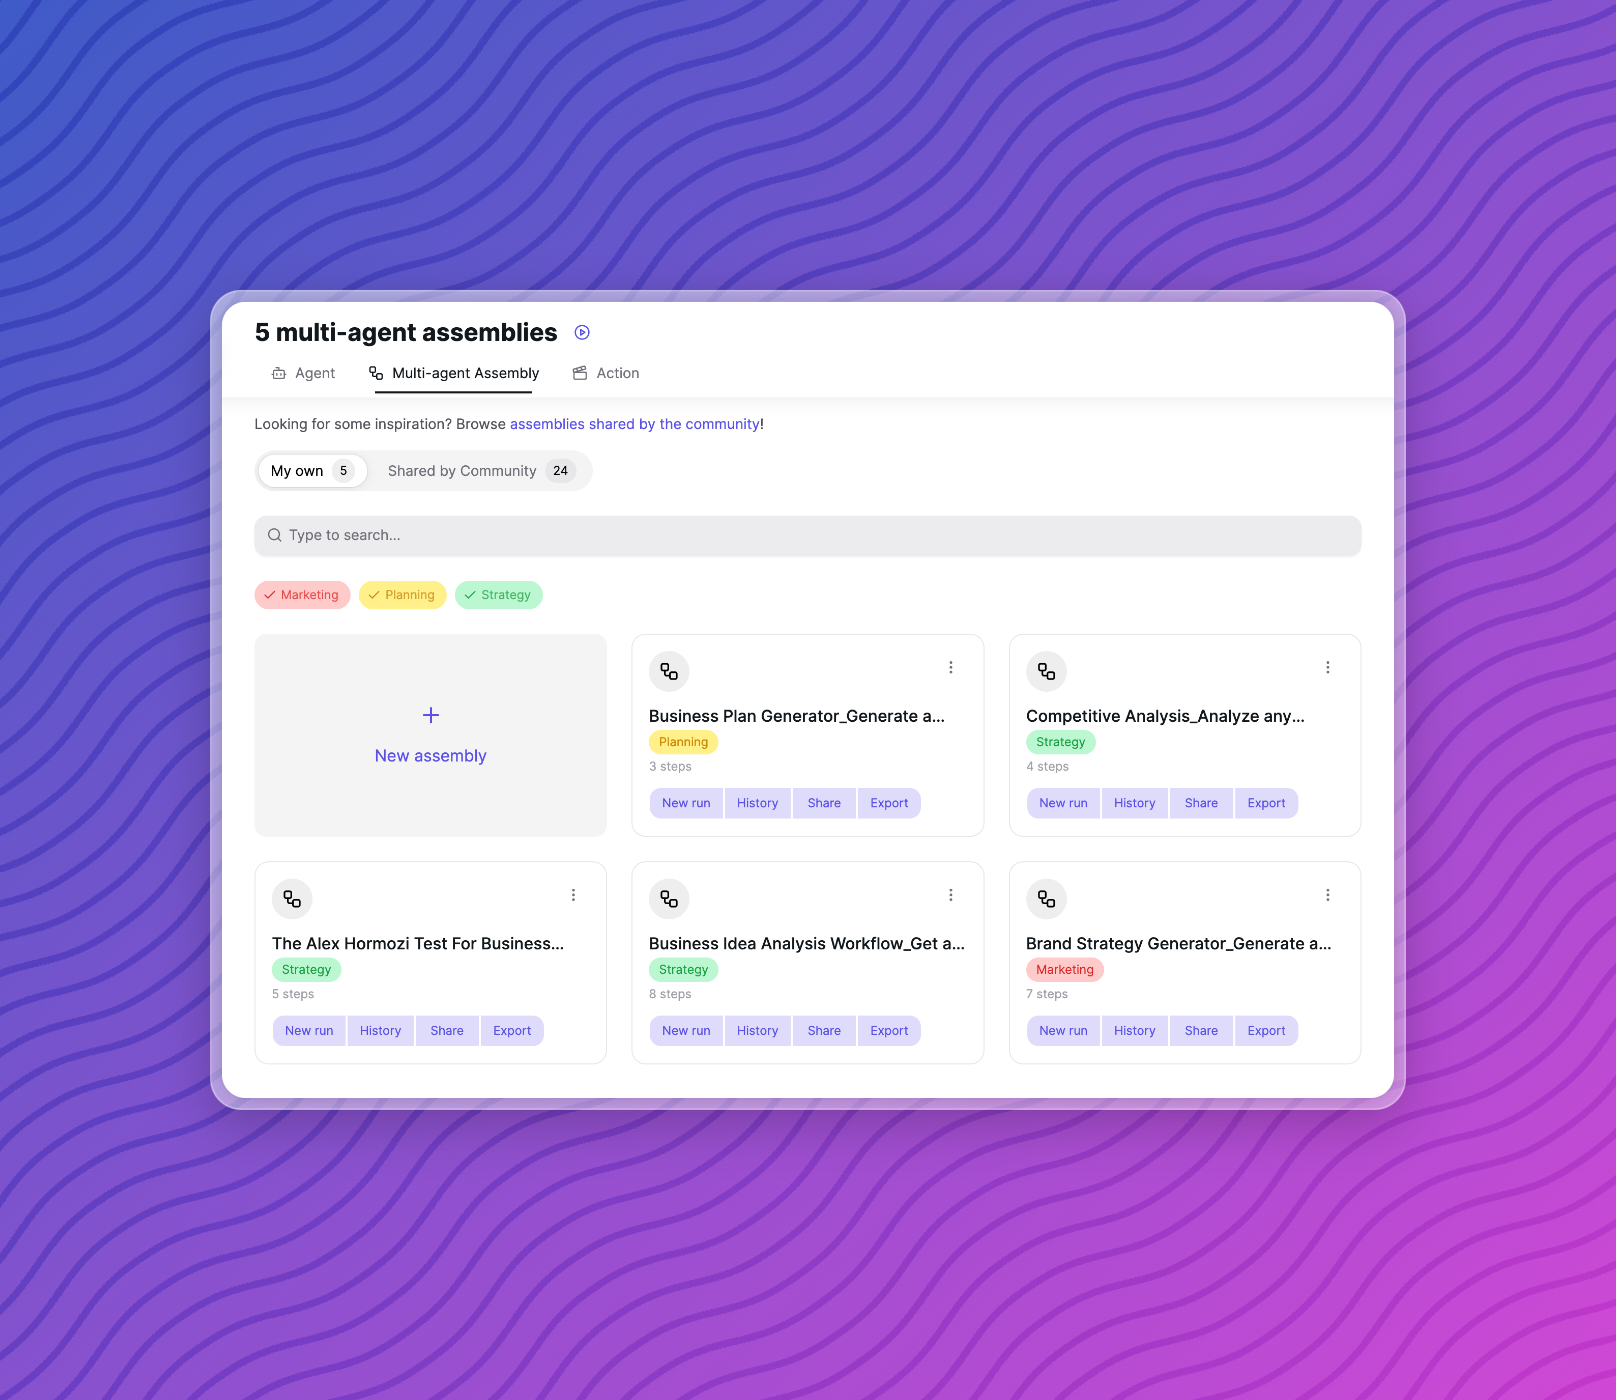 5 multi-agent assemblies
Agent
Multi-agent Assembly
Action
Looking for some inspiration? Browse assemblies shared by the community!
My own 5
Shared by Community 24
Type to search...
Marketing
Planning
Strategy
New assembly
Business Plan Generator_Generate a...
Planning
3 steps
New run History Share Export
Competitive Analysis_Analyze any...
Strategy
4 steps
New run History Share Export
The Alex Hormozi Test For Business...
Strategy
5 steps
New run History Share Export
Business Idea Analysis Workflow_Get a...
Strategy
8 steps
New run History Share Export
Brand Strategy Generator_Generate a...
Marketing
7 steps
New run History Share Export